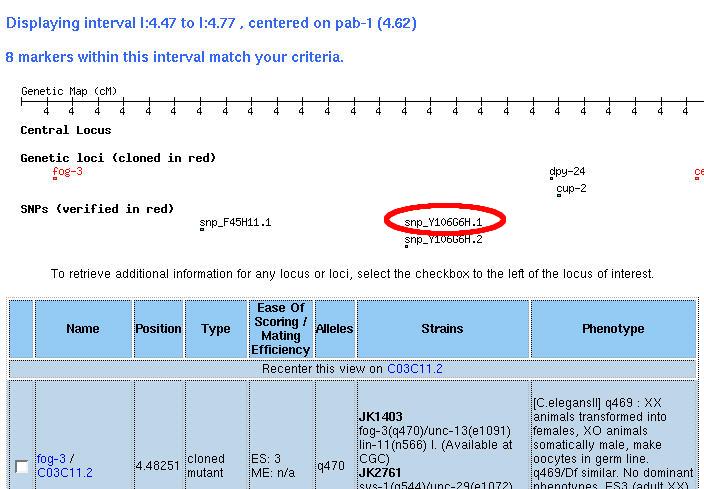 Displaying interval I:4.47 to I:4.77 , centered on pab-1 (4.62)
8 markers within this interval match your criteria.
Genetic Map (cM)
4 4 4 4 4 4 4 4 4 4 4 4 4 4 4 4 4 4 4 4 4 4 4 4 4 4
Central Locus
Genetic loci (cloned in red)
fog-3 dpy-24 ce
cup-2
SNPs (verified in red)
snp_F45H11.1 snp_Y106G6H.1
snp_Y106G6H.2
To retrieve additional information for any locus or loci, select the checkbox to the left of the locus of interest.
Name Position Type Ease Of Scoring / Mating Efficiency Alleles Strains Phenotype
Recenter this view on C03C11.2
fog-3 / C03C11.2
4.48251
cloned mutant
ES: 3
ME: n/a
q470
JK1403
fog-3(q470)/unc-13(e1091)
lin-11(n566) I. (Available at
CGC)
JK2761
sys-1(q544)/unc-29(e1072)
[C.elegansII] q469 : XX
animals transformed into
females, XO animals
somatically male, make
oocytes in germ line.
q469/Df similar. No dominant
phenotypes. ES3 (adult XX)